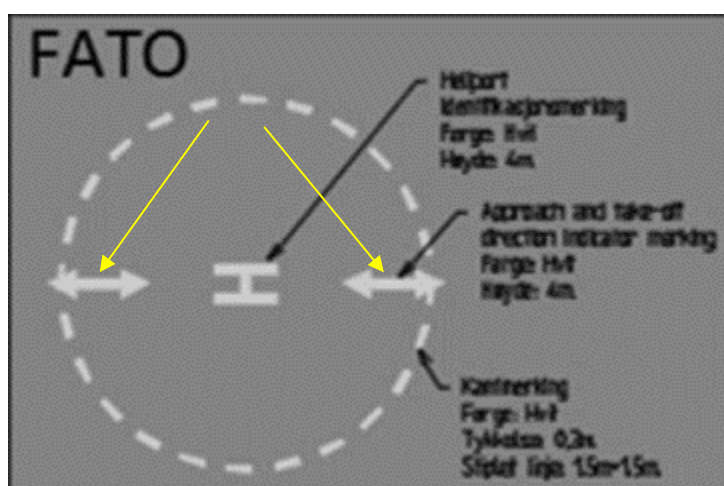 FATO
Heliport
Identifikasjonsmerking
Farge: Hvit
Høyde: 4m.
Approach and take-off
direction indicator marking
Farge: Hvit
Høyde: 4m.
H
Kantmerking
Farge: Hvit
Tykkelse: 0,3m.
Stiplet linje: 1.5m-1.5m.